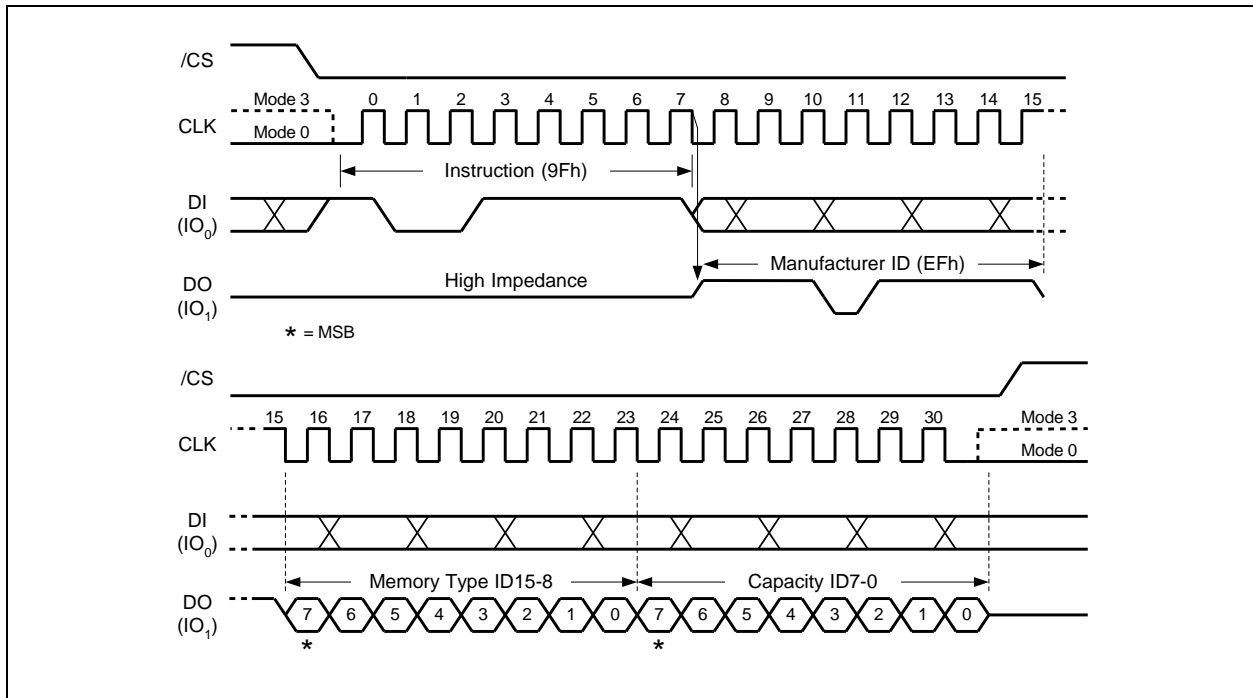 /CS
Mode 3 0 1 2 3 4 5 6 7 8 9 10 11 12 13 14 15
CLK
Mode 0
Instruction (9Fh)
DI
(IO0)
Manufacturer ID (EFh)
DO
(IO1)
High Impedance
* = MSB
/CS
15 16 17 18 19 20 21 22 23 24 25 26 27 28 29 30 Mode 3
CLK
Mode 0
DI
(IO0)
Memory Type ID15-8 Capacity ID7-0
DO
(IO1)
7 6 5 4 3 2 1 0 7 6 5 4 3 2 1 0
* *